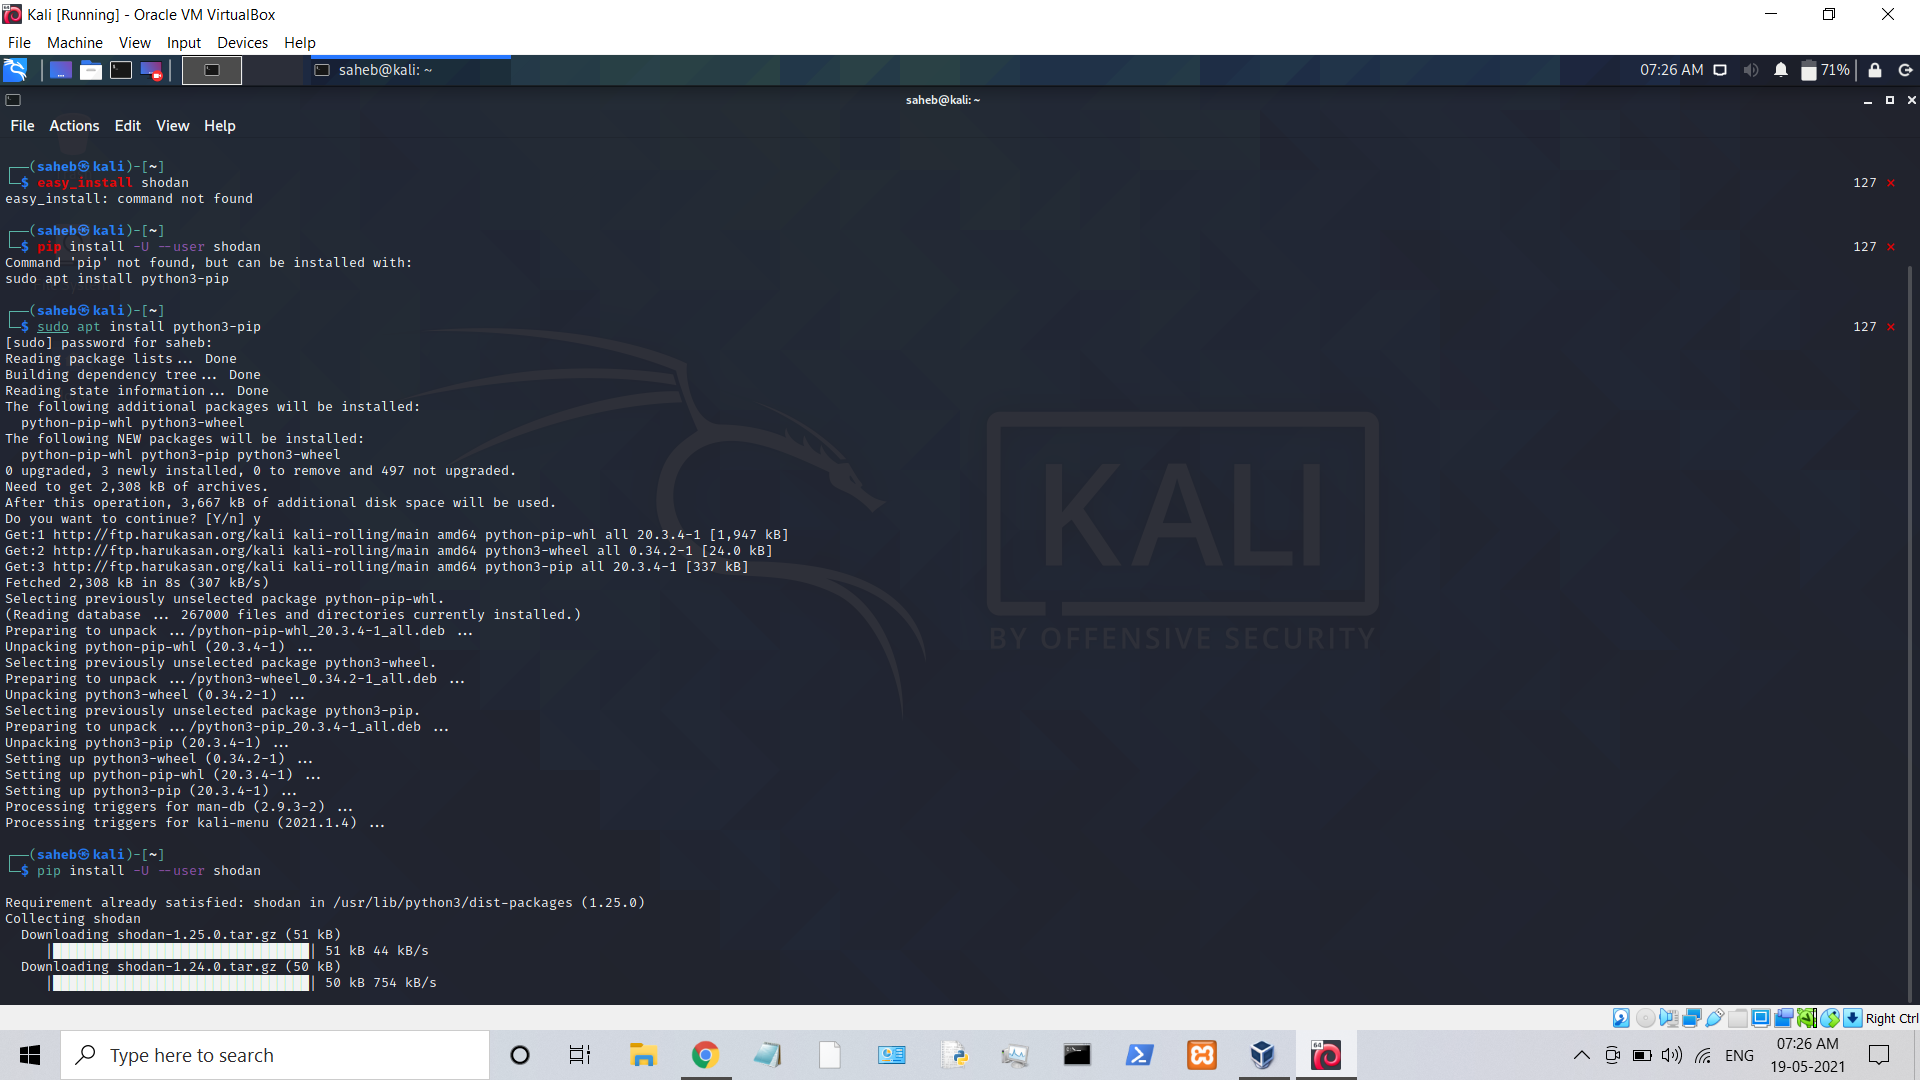 Kali [Running] - Oracle VM VirtualBox
File Machine View Input Devices Help
saheb@kali: ~
07:26 AM 71%
saheb@kali: ~
File Actions Edit View Help
┌──(saheb㉿kali)-[~]
└─$ easy_install shodan 127 ×
easy_install: command not found
┌──(saheb㉿kali)-[~]
└─$ pip install -U --user shodan 127 ×
Command 'pip' not found, but can be installed with:
sudo apt install python3-pip
┌──(saheb㉿kali)-[~]
└─$ sudo apt install python3-pip 127 ×
[sudo] password for saheb:
Reading package lists... Done
Building dependency tree... Done
Reading state information... Done
The following additional packages will be installed:
python-pip-whl python3-wheel
The following NEW packages will be installed:
python-pip-whl python3-pip python3-wheel
0 upgraded, 3 newly installed, 0 to remove and 497 not upgraded.
Need to get 2,308 kB of archives.
After this operation, 3,667 kB of additional disk space will be used.
Do you want to continue? [Y/n] y
Get:1 http://ftp.harukasan.org/kali kali-rolling/main amd64 python-pip-whl all 20.3.4-1 [1,947 kB]
Get:2 http://ftp.harukasan.org/kali kali-rolling/main amd64 python3-wheel all 0.34.2-1 [24.0 kB]
Get:3 http://ftp.harukasan.org/kali kali-rolling/main amd64 python3-pip all 20.3.4-1 [337 kB]
Fetched 2,308 kB in 8s (307 kB/s)
Selecting previously unselected package python-pip-whl.
(Reading database ... 267000 files and directories currently installed.)
Preparing to unpack .../python-pip-whl_20.3.4-1_all.deb ...
Unpacking python-pip-whl (20.3.4-1) ...
Selecting previously unselected package python3-wheel.
Preparing to unpack .../python3-wheel_0.34.2-1_all.deb ...
Unpacking python3-wheel (0.34.2-1) ...
Selecting previously unselected package python3-pip.
Preparing to unpack .../python3-pip_20.3.4-1_all.deb ...
Unpacking python3-pip (20.3.4-1) ...
Setting up python3-wheel (0.34.2-1) ...
Setting up python-pip-whl (20.3.4-1) ...
Setting up python3-pip (20.3.4-1) ...
Processing triggers for man-db (2.9.3-2) ...
Processing triggers for kali-menu (2021.1.4) ...
┌──(saheb㉿kali)-[~]
└─$ pip install -U --user shodan
Requirement already satisfied: shodan in /usr/lib/python3/dist-packages (1.25.0)
Collecting shodan
Downloading shodan-1.25.0.tar.gz (51 kB)
51 kB 44 kB/s
Downloading shodan-1.24.0.tar.gz (50 kB)
50 kB 754 kB/s
KALI
BY OFFENSIVE SECURITY
Right Ctrl
Type here to search
64
ENG
07:26 AM
19-05-2021